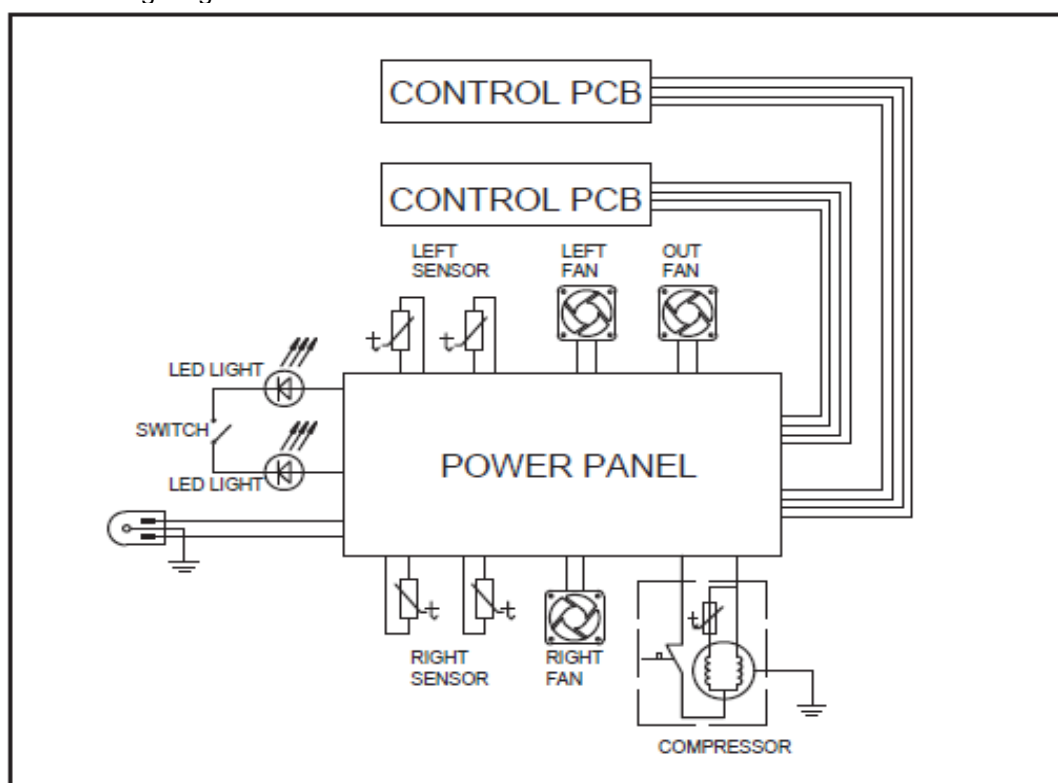 CONTROL PCB
CONTROL PCB
LEFT
SENSOR
LEFT
FAN
OUT
FAN
t
t
LED LIGHT
SWITCH
LED LIGHT
POWER PANEL
t
t
t
RIGHT
SENSOR
RIGHT
FAN
COMPRESSOR